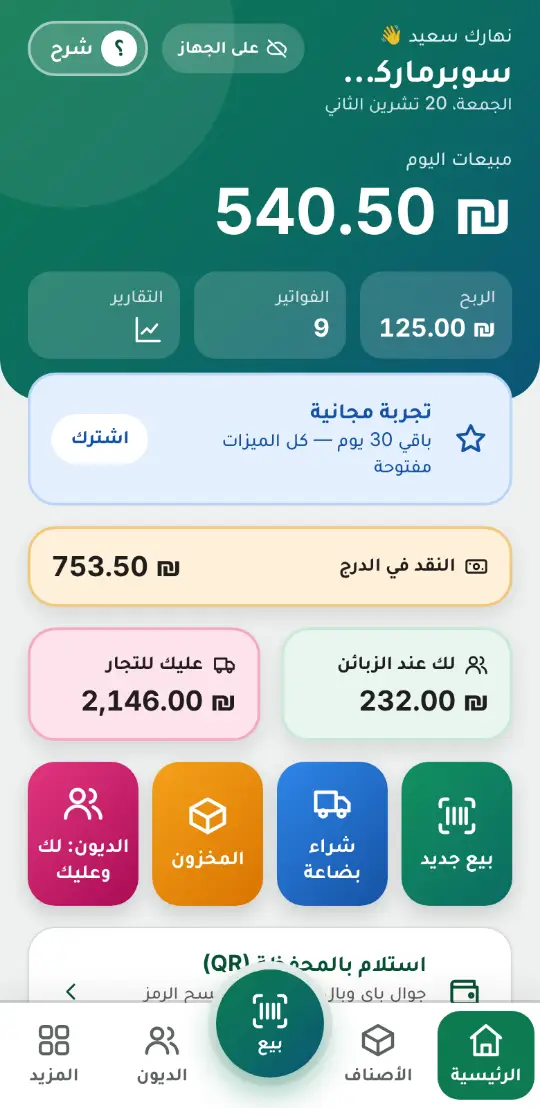 نهارك سعيد 👋
سوبرمارك...
الجمعة، 20 تشرين الثاني
على الجهاز
؟ شرح
مبيعات اليوم
₪ 540.50
الربح
₪ 125.00
الفواتير
9
التقارير
تجربة مجانية
باقي 30 يوم — كل الميزات
مفتوحة
اشترك
النقد في الدرج
₪ 753.50
لك عند الزبائن
₪ 232.00
عليك للتجار
₪ 2,146.00
بيع جديد
شراء
بضاعة
المخزون
الديون: لك
وعليك
استلام بالمحفظة (QR)
جوال باي وبال
سح الرمز
الرئيسية
الأصناف
بيع
الديون
المزيد